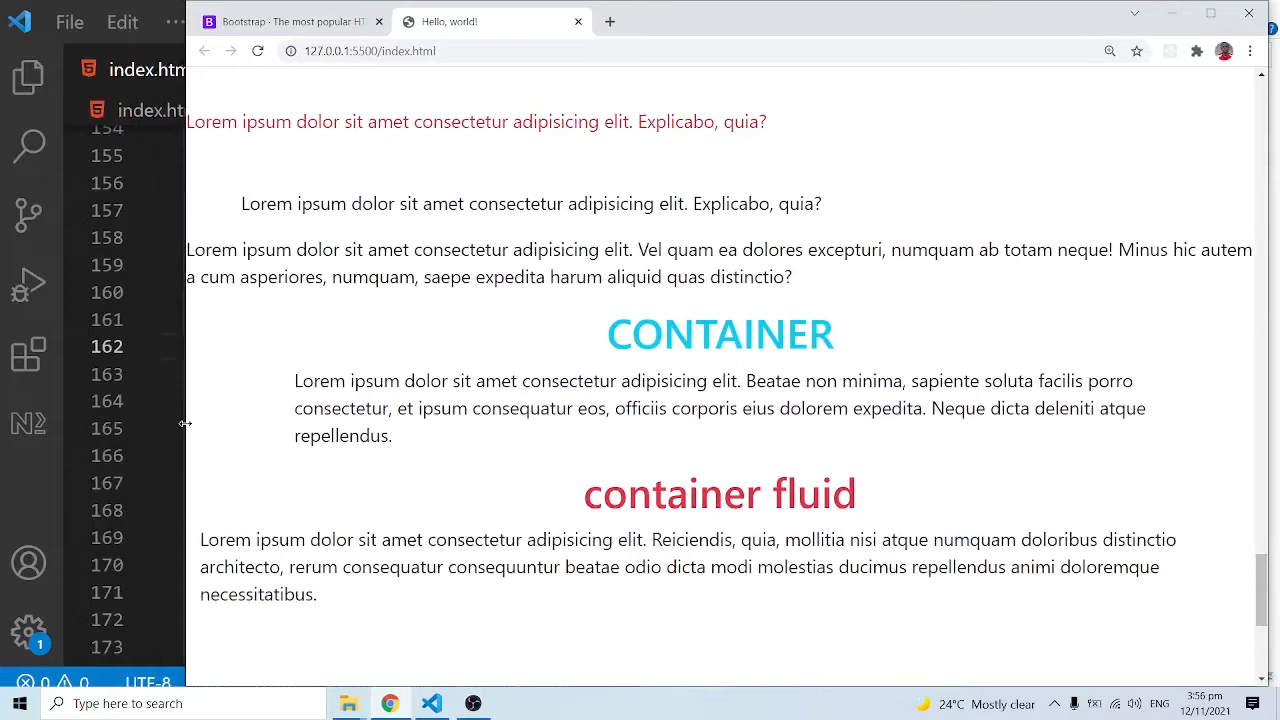 File Edit ...
Bootstrap · The most popular HT
Hello, world!
127.0.0.1:5500/index.html
index.htm
index.ht
154
155
156
157
158
159
160
161
162
163
164
165
166
167
168
169
170
171
172
173
Lorem ipsum dolor sit amet consectetur adipisicing elit. Explicabo, quia?
Lorem ipsum dolor sit amet consectetur adipisicing elit. Explicabo, quia?
Lorem ipsum dolor sit amet consectetur adipisicing elit. Vel quam ea dolores excepturi, numquam ab totam neque! Minus hic autem
a cum asperiores, numquam, saepe expedita harum aliquid quas distinctio?
CONTAINER
Lorem ipsum dolor sit amet consectetur adipisicing elit. Beatae non minima, sapiente soluta facilis porro
consectetur, et ipsum consequatur eos, officiis corporis eius dolorem expedita. Neque dicta deleniti atque
repellendus.
container fluid
Lorem ipsum dolor sit amet consectetur adipisicing elit. Reiciendis, quia, mollitia nisi atque numquam doloribus distinctio
architecto, rerum consequatur consequuntur beatae odio dicta modi molestias ducimus repellendus animi doloremque
necessitatibus.
1
0 0 UTF-8
Type here to search
24°C Mostly clear
ENG
3:56 pm
12/11/2021